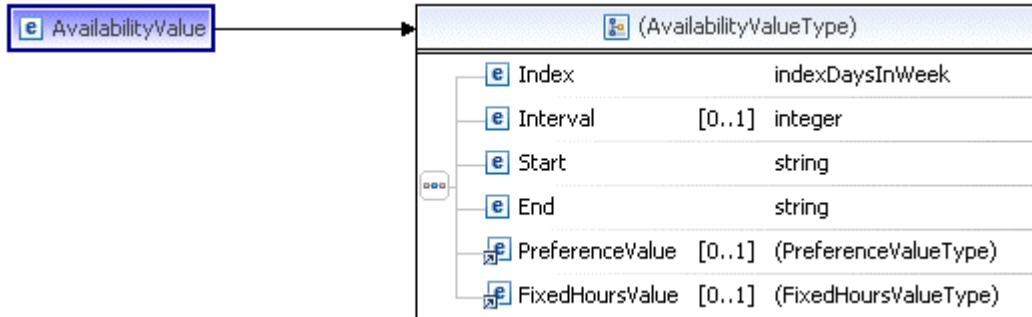 e AvailabilityValue
(AvailabilityValueType)
e Index indexDaysInWeek
e Interval [0..1] integer
e Start string
e End string
e PreferenceValue [0..1] (PreferenceValueType)
e FixedHoursValue [0..1] (FixedHoursValueType)